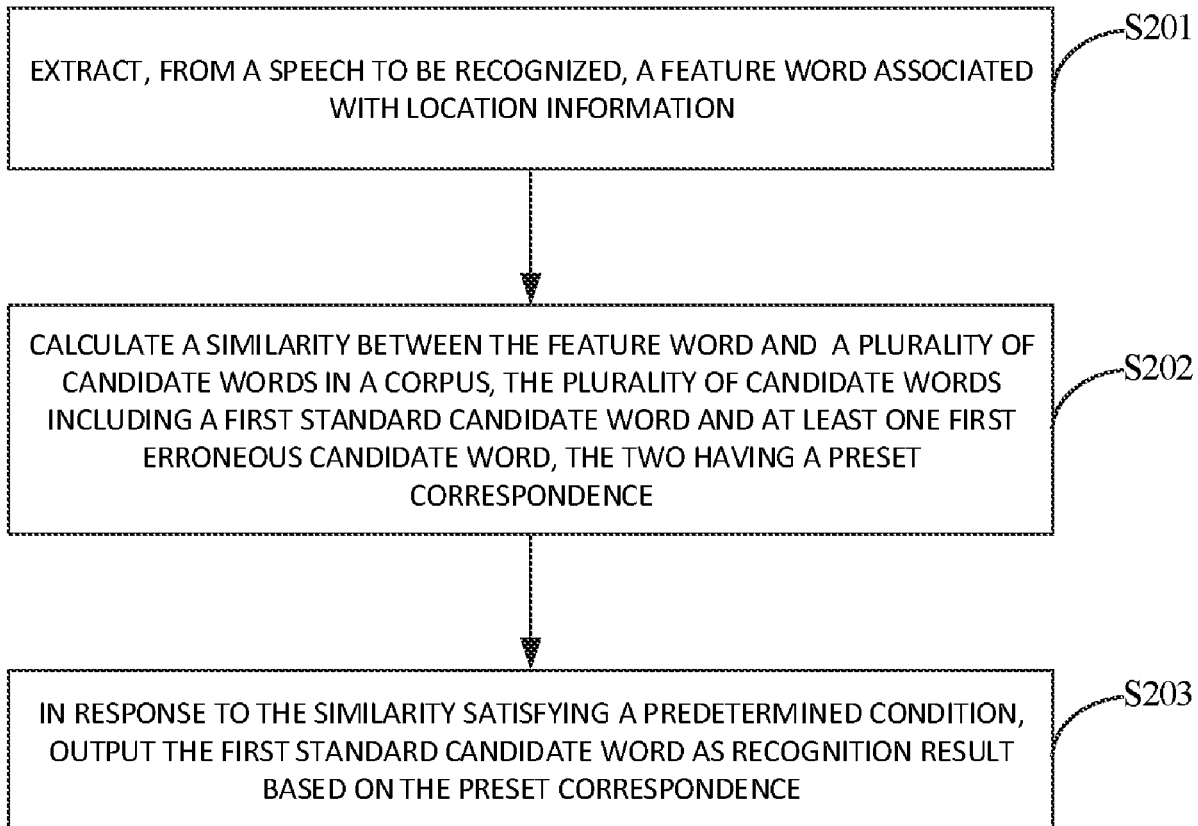 S201
EXTRACT, FROM A SPEECH TO BE RECOGNIZED, A FEATURE WORD ASSOCIATED
WITH LOCATION INFORMATION
S202
CALCULATE A SIMILARITY BETWEEN THE FEATURE WORD AND A PLURALITY OF
CANDIDATE WORDS IN A CORPUS, THE PLURALITY OF CANDIDATE WORDS
INCLUDING A FIRST STANDARD CANDIDATE WORD AND AT LEAST ONE FIRST
ERRONEOUS CANDIDATE WORD, THE TWO HAVING A PRESET
CORRESPONDENCE
S203
IN RESPONSE TO THE SIMILARITY SATISFYING A PREDETERMINED CONDITION,
OUTPUT THE FIRST STANDARD CANDIDATE WORD AS RECOGNITION RESULT
BASED ON THE PRESET CORRESPONDENCE